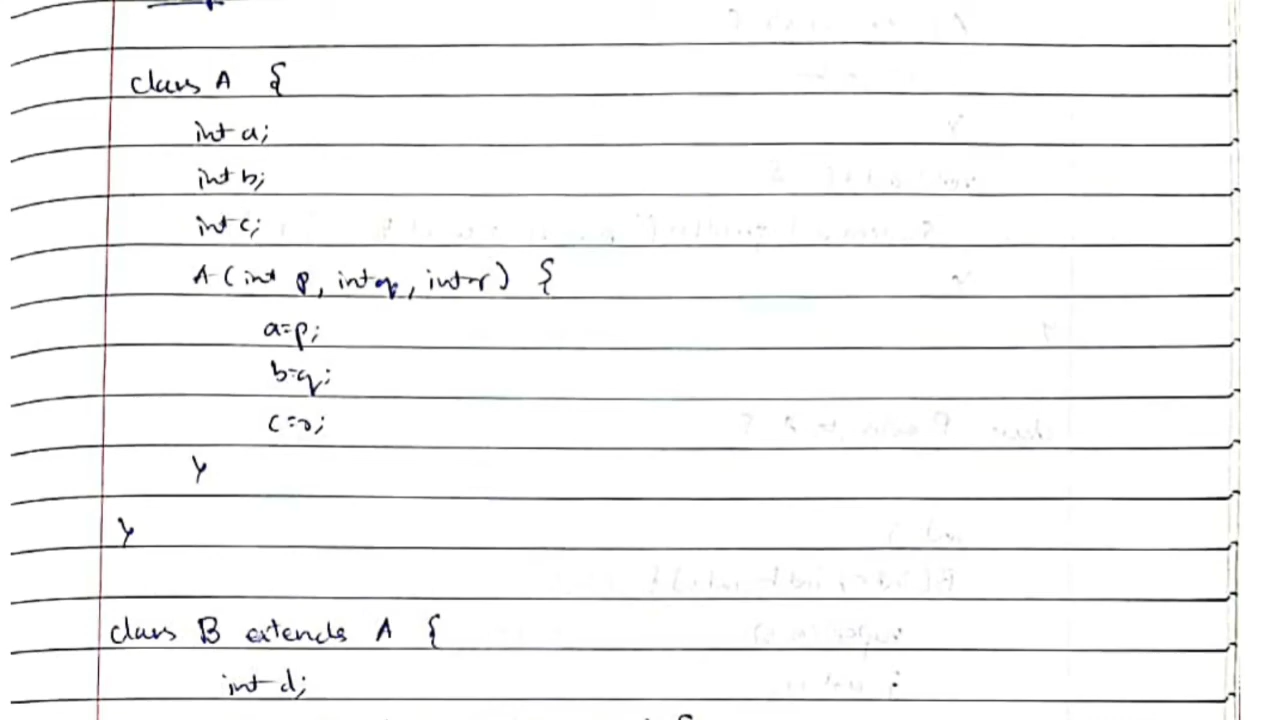 class A {
int a;
int b;
int c;
A (int p, int q, int r) {
a=p;
b=q;
c=r;
}
}
class B extends A {
int d;